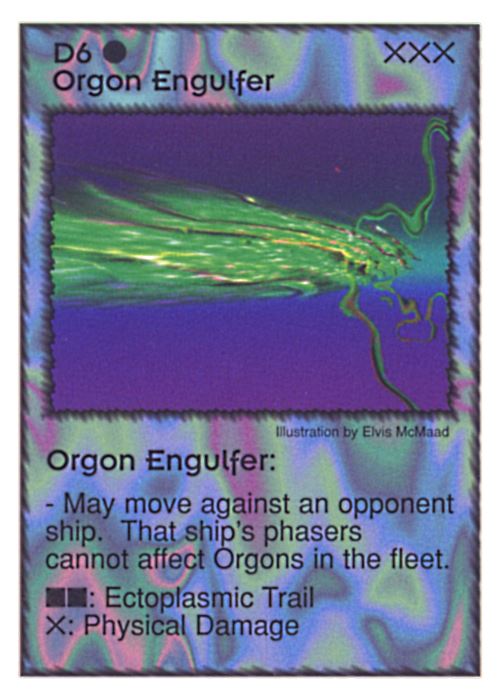 D6 ● XXX
Orgon Engulfer
Illustration by Elvis McMaad
Orgon Engulfer:
- May move against an opponent
ship. That ship's phasers
cannot affect Orgons in the fleet.
■■: Ectoplasmic Trail
X: Physical Damage